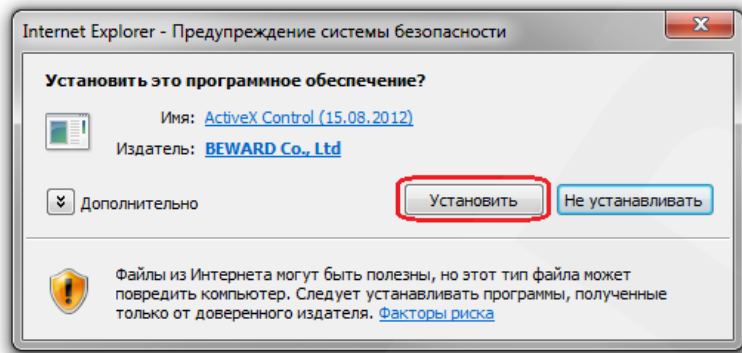 Internet Explorer - Предупреждение системы безопасности
Установить это программное обеспечение?
Имя: ActiveX Control (15.08.2012)
Издатель: BEWARD Co., Ltd
Дополнительно Установить Не устанавливать
Файлы из Интернета могут быть полезны, но этот тип файла может
повредить компьютер. Следует устанавливать программы, полученные
только от доверенного издателя. Факторы риска